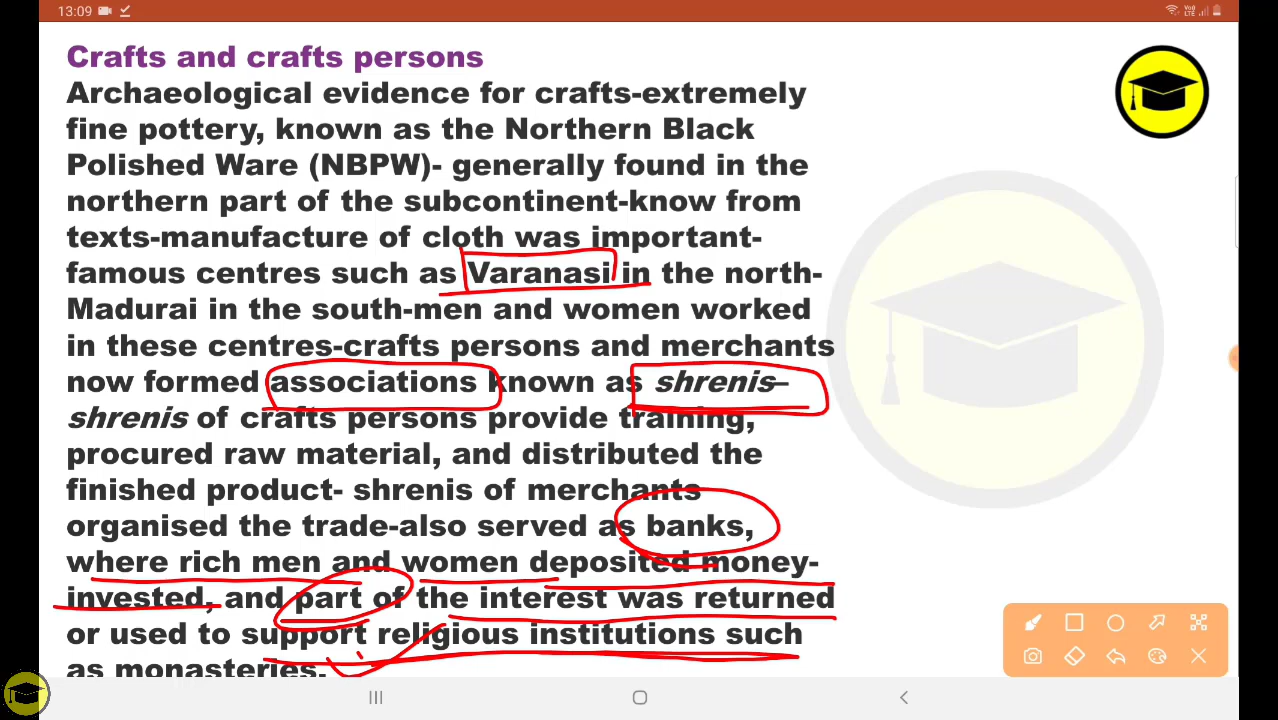 13:09
Crafts and crafts persons
Archaeological evidence for crafts-extremely
fine pottery, known as the Northern Black
Polished Ware (NBPW)- generally found in the
northern part of the subcontinent-know from
texts-manufacture of cloth was important-
famous centres such as Varanasi in the north-
Madurai in the south-men and women worked
in these centres-crafts persons and merchants
now formed associations known as shrenis–
shrenis of crafts persons provide training,
procured raw material, and distributed the
finished product- shrenis of merchants
organised the trade-also served as banks,
where rich men and women deposited money-
invested, and part of the interest was returned
or used to support religious institutions such
as monasteries.